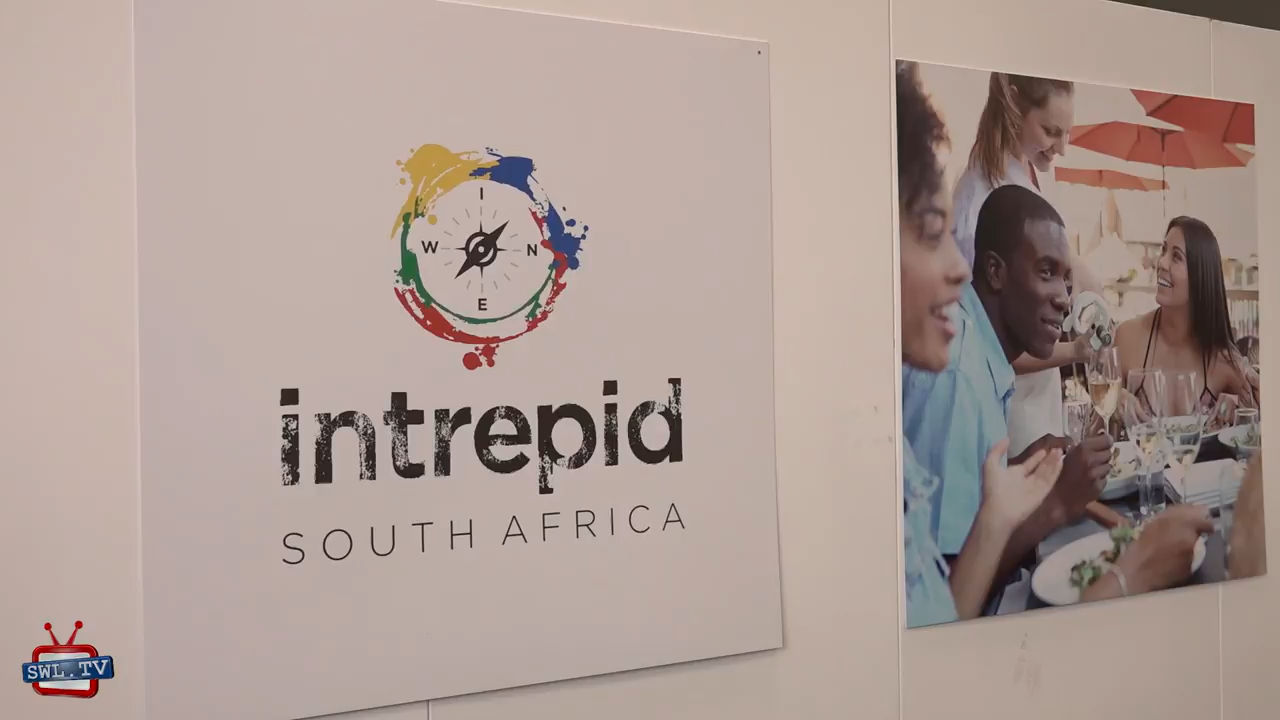 I
W N
E
intrepid
SOUTH AFRICA
SWL.TV